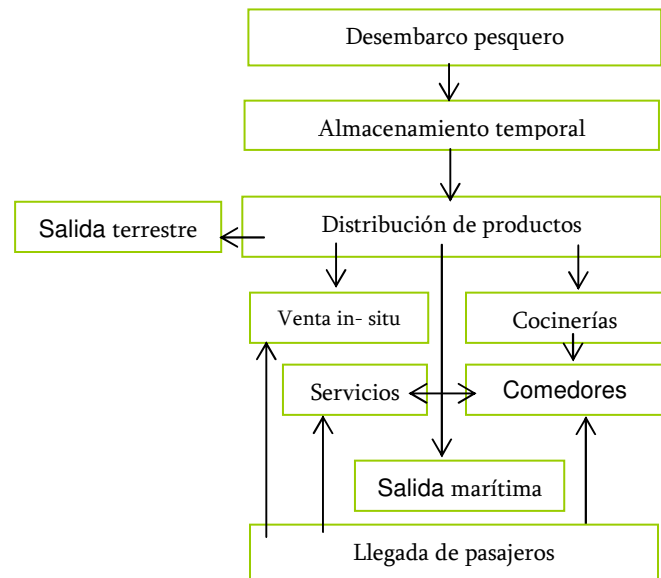 Desembarco pesquero
Almacenamiento temporal
Salida terrestre
Distribución de productos
Venta in- situ
Cocinerías
Servicios
Comedores
Salida marítima
Llegada de pasajeros